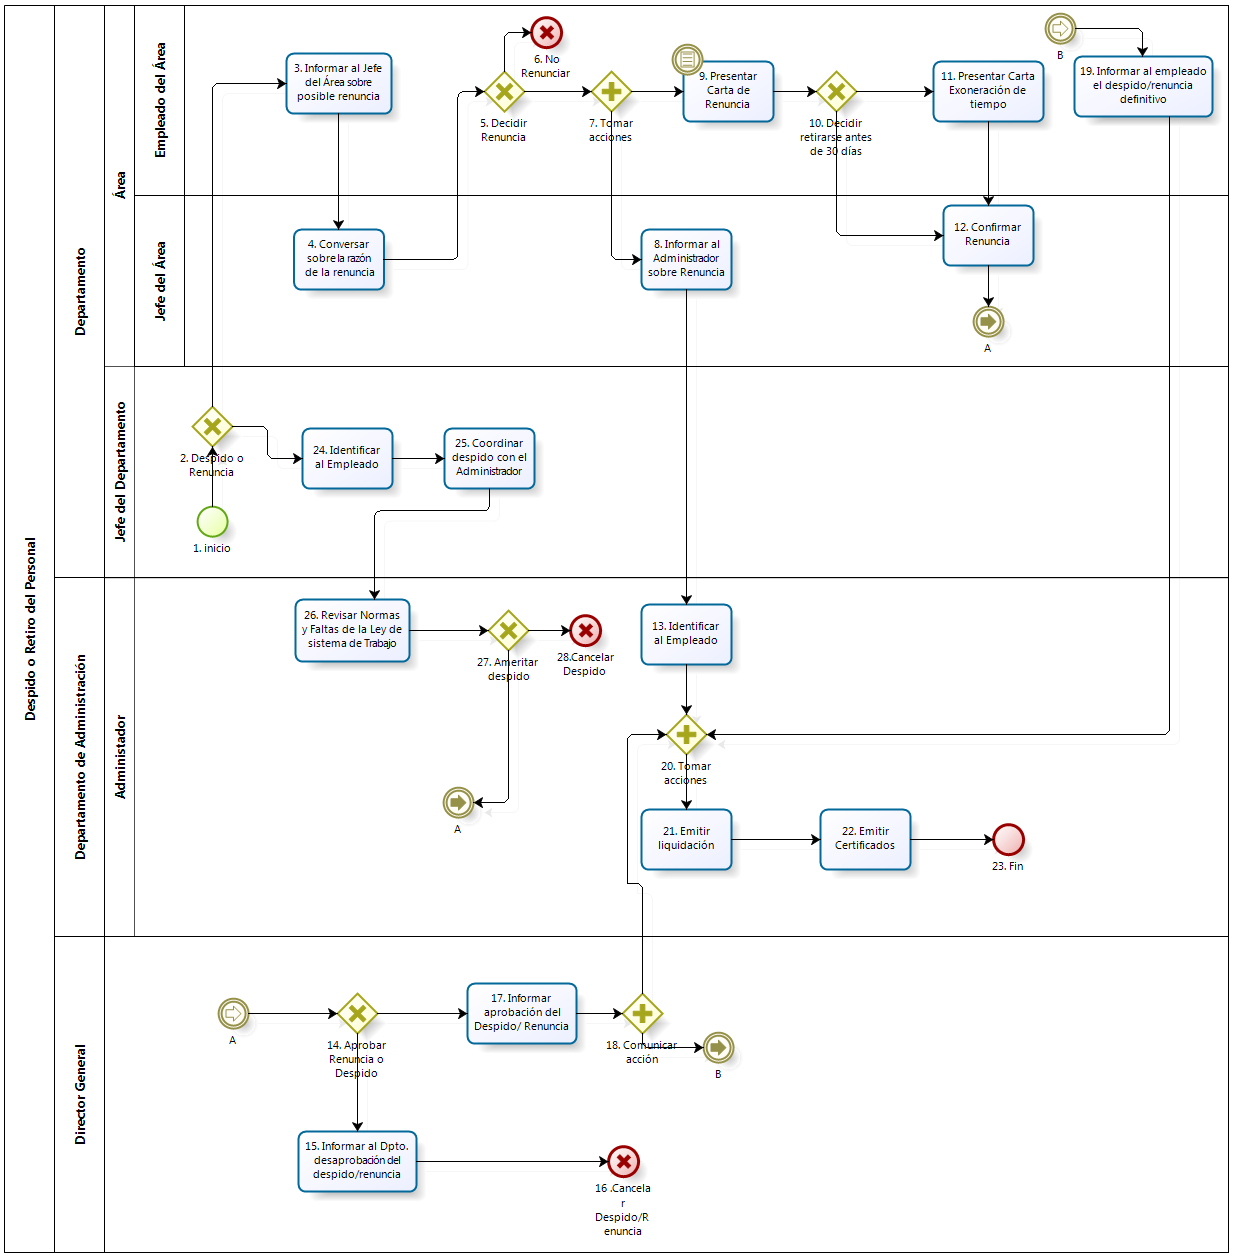 Despido o Retiro del Personal
Departamento
Área
Empleado del Área
3. Informar al Jefe
del Área sobre
posible renuncia
5. Decidir
Renuncia
6. No
Renunciar
7. Tomar
acciones
9. Presentar
Carta de
Renuncia
10. Decidir
retirarse antes
de 30 días
11. Presentar Carta
Exoneración de
tiempo
B
19. Informar al empleado
el despido/renuncia
definitivo
Jefe del Área
4. Conversar
sobre la razón
de la renuncia
8. Informar al
Administrador
sobre Renuncia
12. Confirmar
Renuncia
A
Jefe del Departamento
2. Despido o
Renuncia
1. inicio
24. Identificar
al Empleado
25. Coordinar
despido con el
Administrador
Departamento de Administración
Administador
26. Revisar Normas
y Faltas de la Ley de
sistema de Trabajo
27. Ameritar
despido
28.Cancelar
Despido
A
13. Identificar
al Empleado
20. Tomar
acciones
21. Emitir
liquidación
22. Emitir
Certificados
23. Fin
Director General
A
14. Aprobar
Renuncia o
Despido
17. Informar
aprobación del
Despido/ Renuncia
18. Comunicar
acción
B
15. Informar al Dpto.
desaprobación del
despido/renuncia
16 .Cancela
r
Despido/R
enuncia